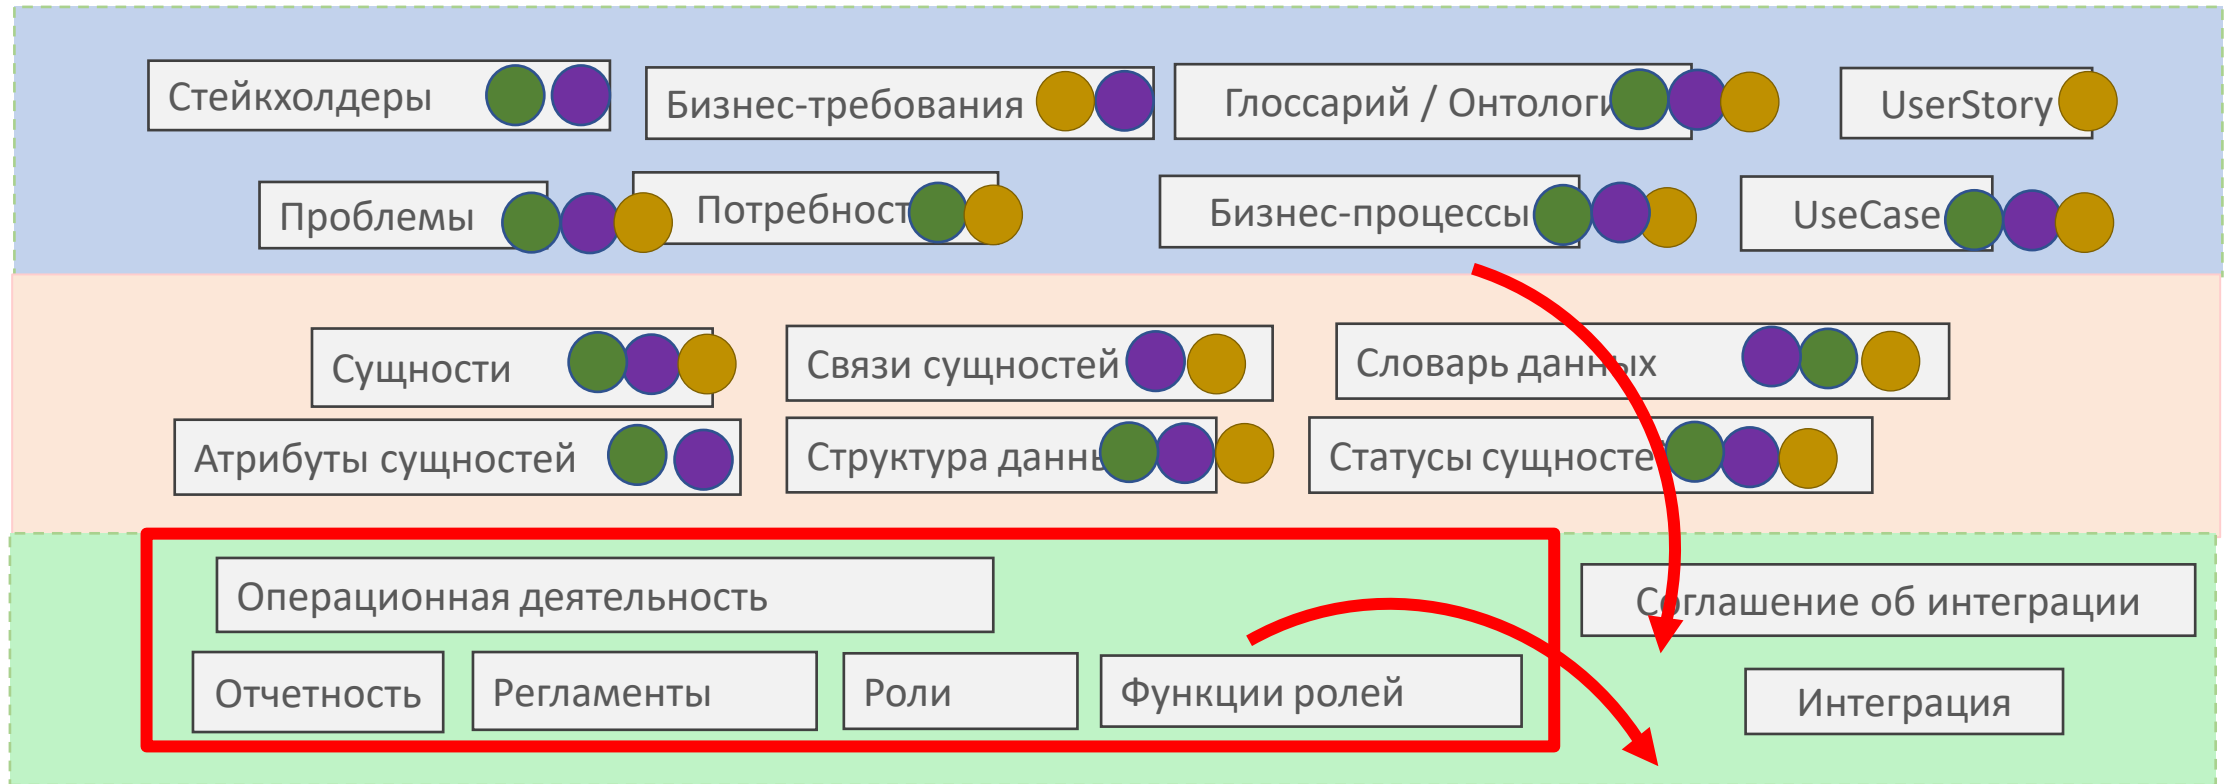 Стейкхолдеры
Бизнес-требования
Глоссарий / Онтологи
UserStory
Проблемы
Потребност
Бизнес-процессы
UseCase
Сущности
Связи сущностей
Словарь данных
Атрибуты сущностей
Структура данны
Статусы сущносте
Операционная деятельность
Соглашение об интеграции
Отчетность
Регламенты
Роли
Функции ролей
Интеграция